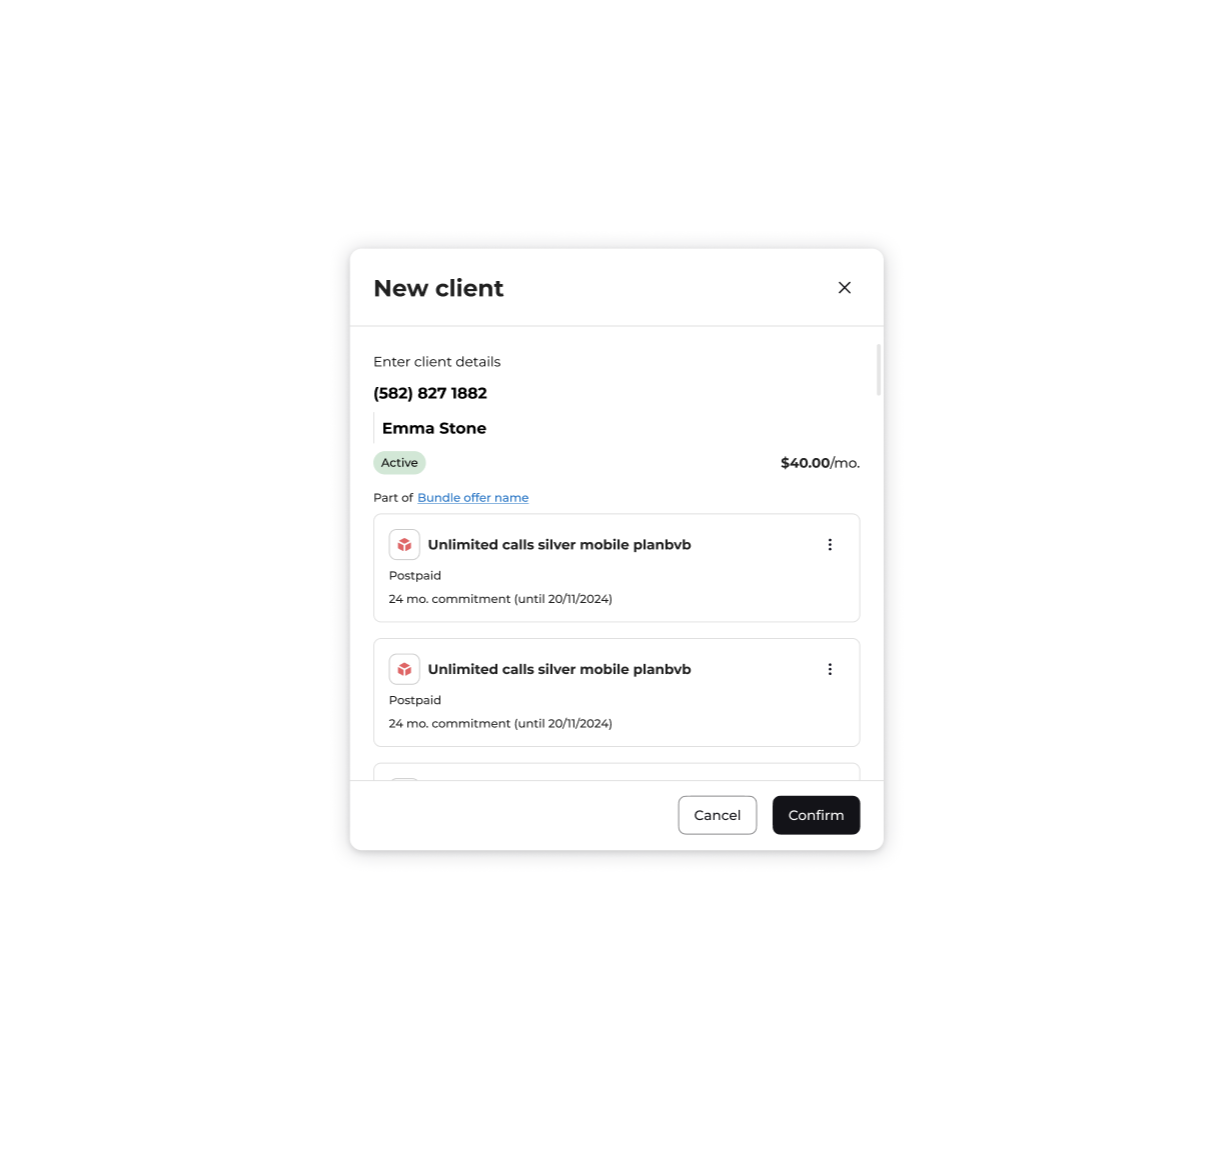 New client
Enter client details
(582) 827 1882
Emma Stone
Active
$40.00/mo.
Part of Bundle offer name
Unlimited calls silver mobile planbvb
Postpaid
24 mo. commitment (until 20/11/2024)
Unlimited calls silver mobile planbvb
Postpaid
24 mo. commitment (until 20/11/2024)
Cancel
Confirm